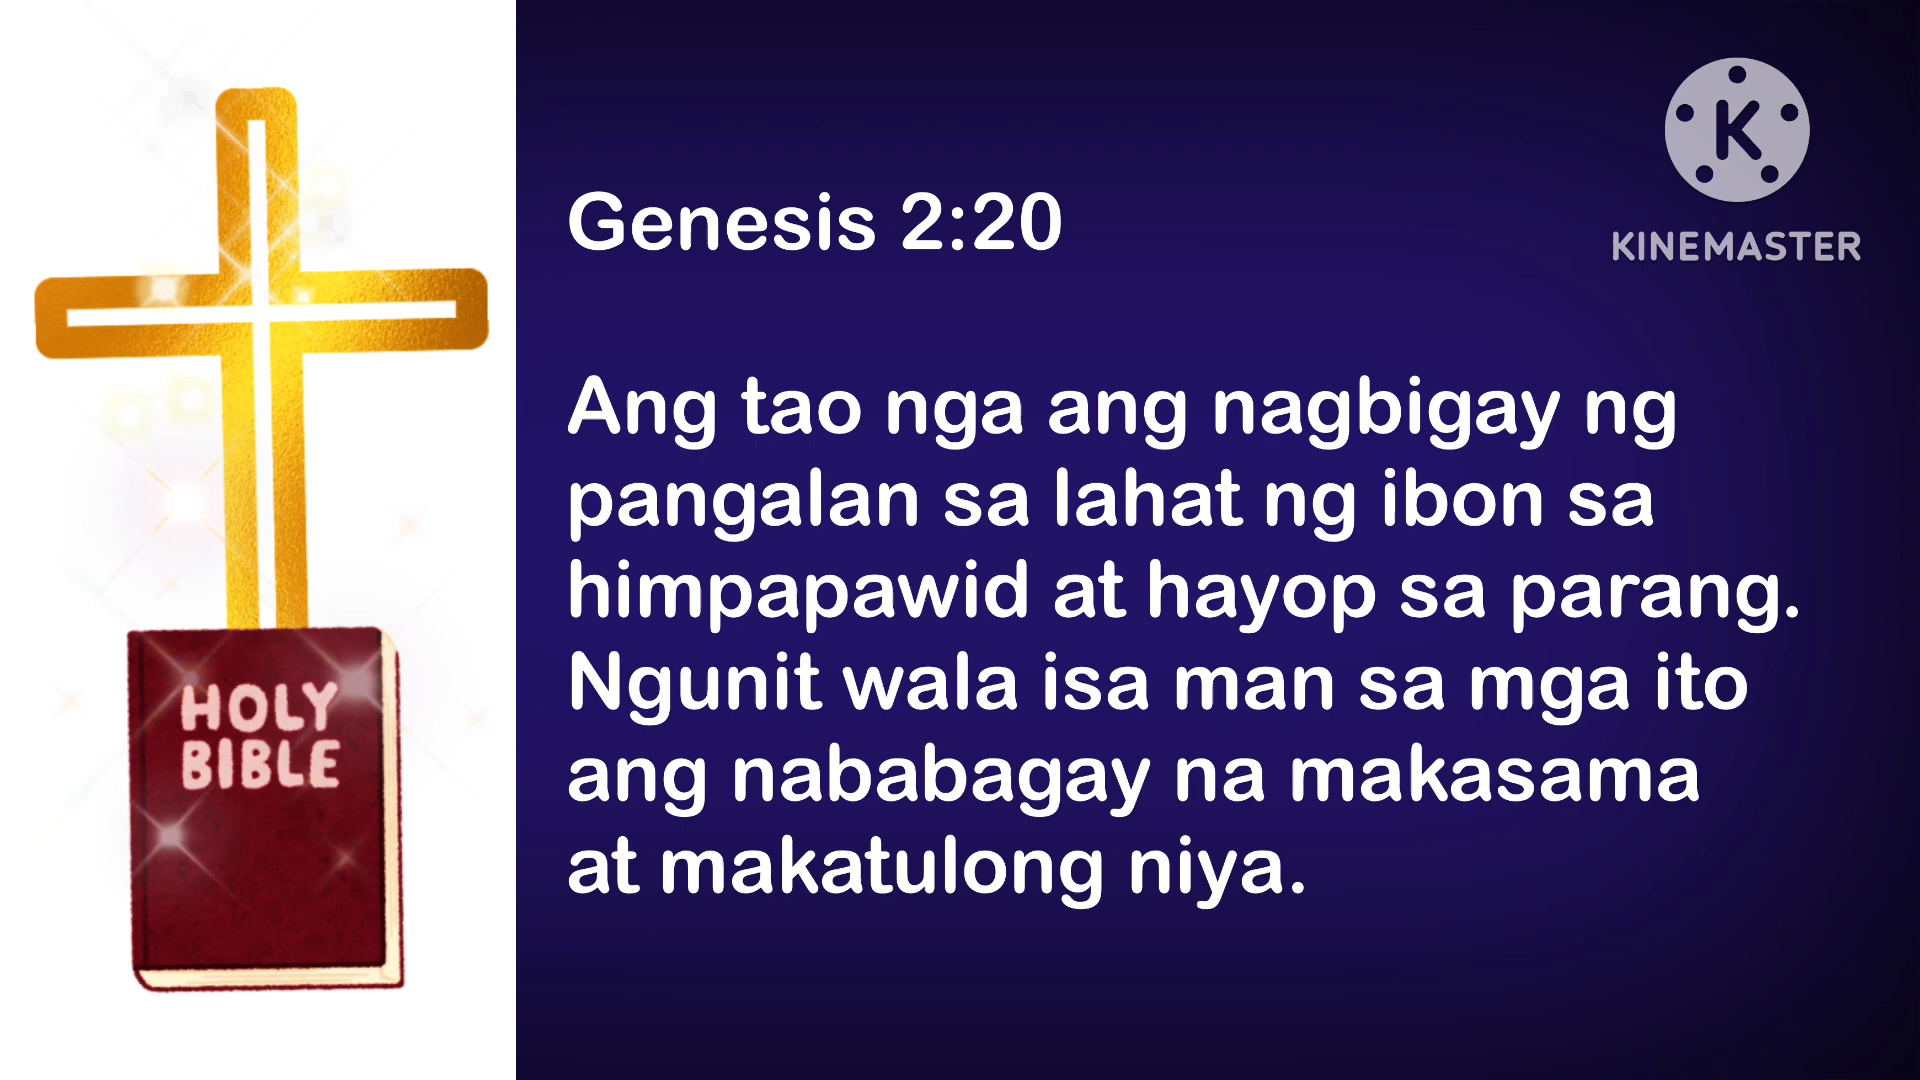 Genesis 2:20
K
KINEMASTER
Ang tao nga ang nagbigay ng
pangalan sa lahat ng ibon sa
himpapawid at hayop sa parang.
Ngunit wala isa man sa mga ito
ang nababagay na makasama
at makatulong niya.
HOLY
BIBLE